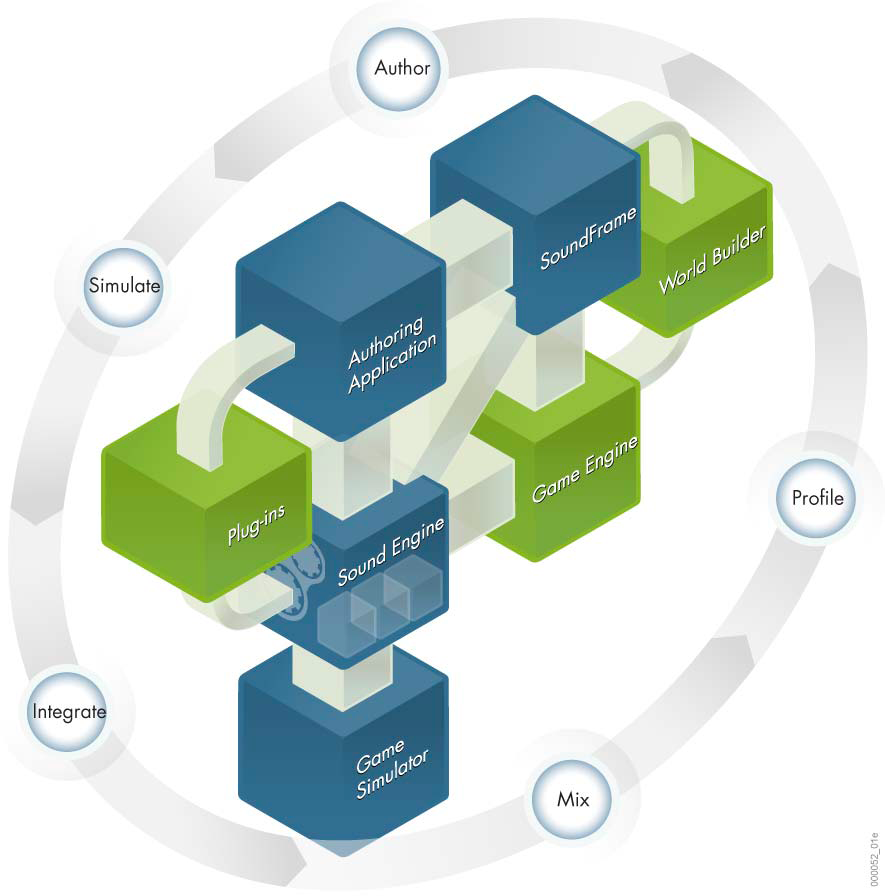 Author
SoundFrame
World Builder
Simulate
Authoring
Application
Game Engine
Profile
Plug-ins
Sound Engine
Integrate
Game
Simulator
Mix
000052_01e